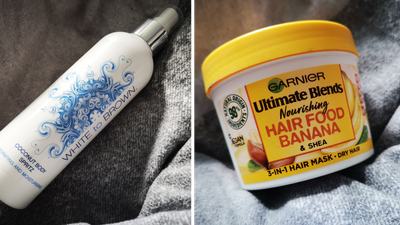 WHITE to BROWN
COCONUT BODY
SPRITZ
GARNIER
Ultimate Blends
Nourishing
HAIR FOOD
BANANA
& SHEA
3-IN-1 HAIR MASK • DRY HAIR